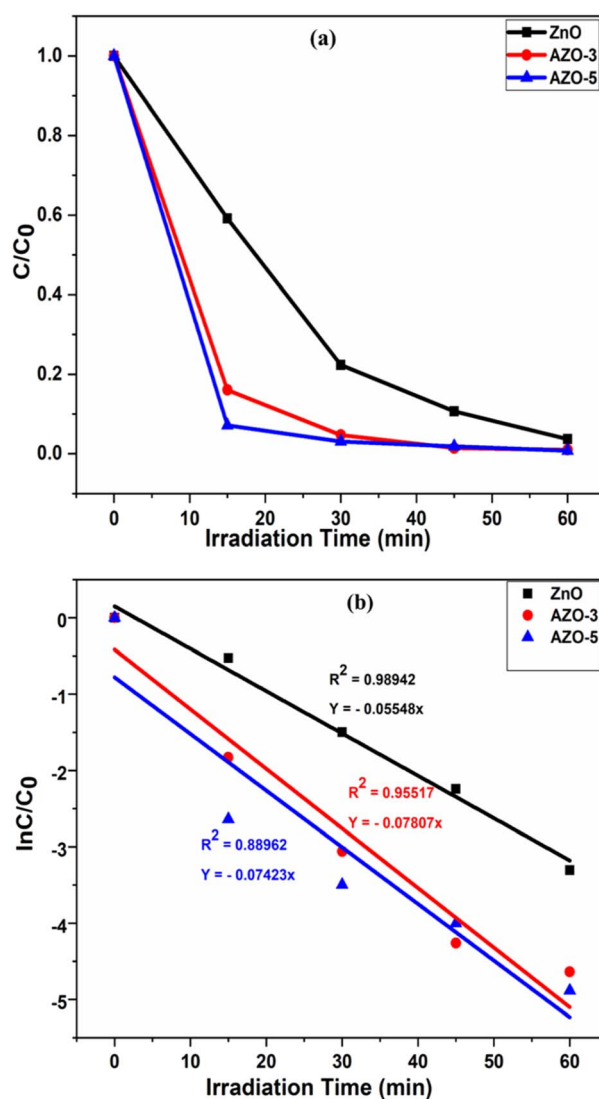 (a)
ZnO
AZO-3
AZO-5
1.0
0.8
0.6
0.4
0.2
0.0
C/C0
0 10 20 30 40 50 60
Irradiation Time (min)
(b)
ZnO
AZO-3
AZO-5
0
-1
-2
-3
-4
-5
lnC/C0
R2 0.98942
Y = - 0.05548x
R2 = 0.95517
Y = - 0.07807x
R2 = 0.88962
Y = - 0.07423x
0 10 20 30 40 50 60
Irradiation Time (min)